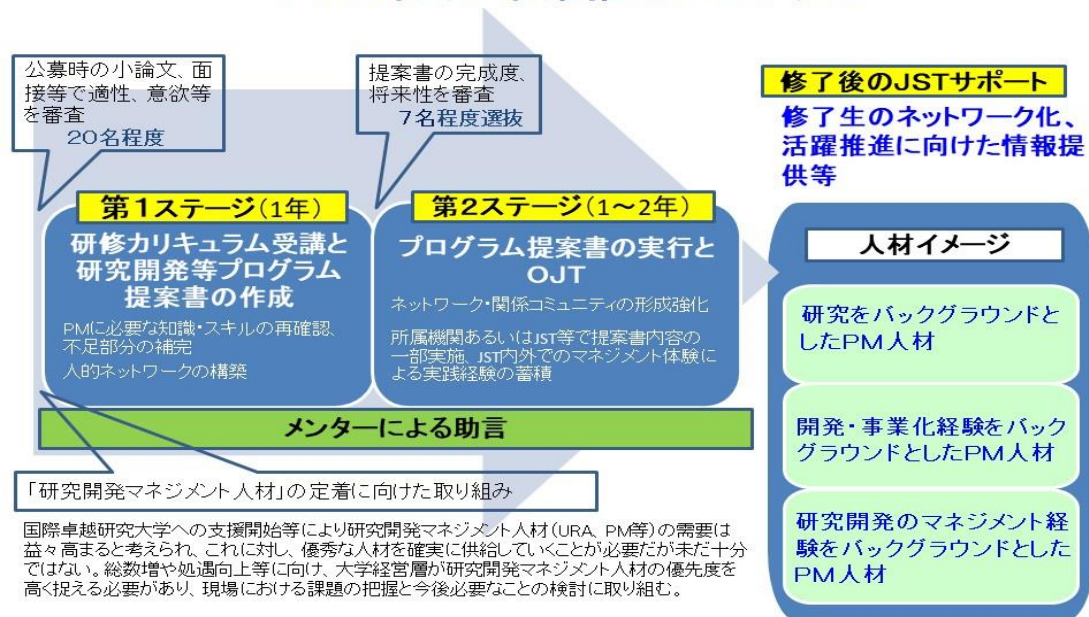 公募時の小論文、面
接等で適性、意欲等
を審査
20名程度
提案書の完成度、
将来性を審査
7名程度選抜
修了後のJSTサポート
修了生のネットワーク化、
活躍推進に向けた情報提
供等
第1ステージ(1年)
研修カリキュラム受講と
研究開発等プログラム
提案書の作成
PMに必要な知識・スキルの再確認、
不足部分の補完
人的ネットワークの構築
第2ステージ(1~2年)
プログラム提案書の実行と
OJT
ネットワーク・関係コミュニティの形成強化
所属機関あるいはJST等で提案書内容の
一部実施、JST内外でのマネジメント体験に
よる実践経験の蓄積
メンターによる助言
人材イメージ
研究をバックグラウンドと
したPM人材
開発・事業化経験をバック
グラウンドとしたPM人材
研究開発のマネジメント経
験をバックグラウンドとした
PM人材
「研究開発マネジメント人材」の定着に向けた取り組み
国際卓越研究大学への支援開始等により研究開発マネジメント人材(URA、PM等)の需要は
益々高まると考えられ、これに対し、優秀な人材を確実に供給していくことが必要だが未だ十分
ではない。総数増や処遇向上等に向け、大学経営層が研究開発マネジメント人材の優先度を
高く捉える必要があり、現場における課題の把握と今後必要なことの検討に取り組む。